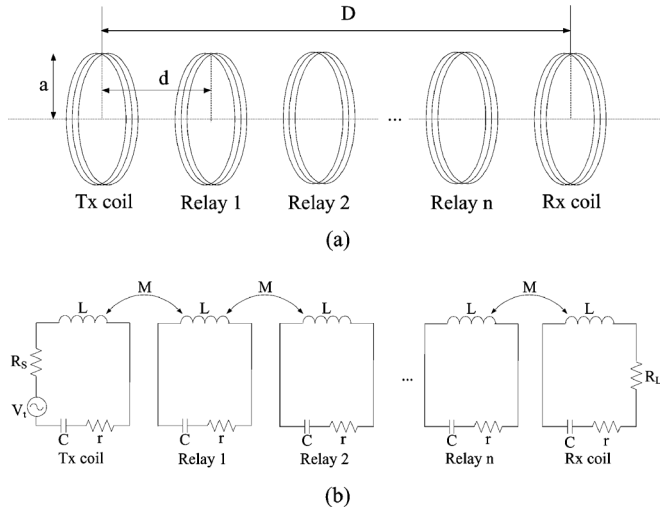 D
a
d
...
Tx coil Relay 1 Relay 2 Relay n Rx coil
(a)
M M M
L L L L L
R_S
R_L
...
V_t
C r C r C r C r C r
Tx coil Relay 1 Relay 2 Relay n Rx coil
(b)